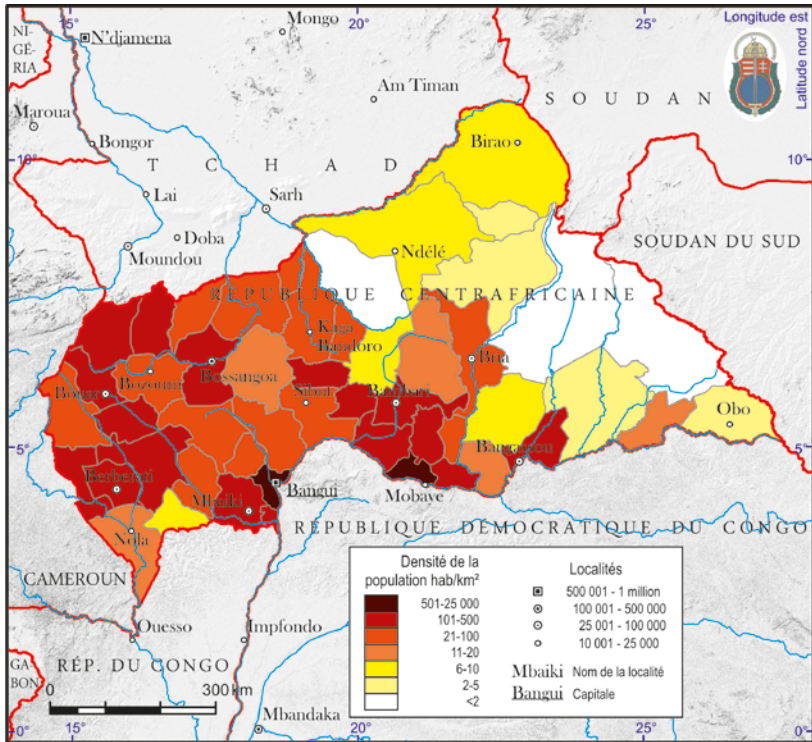 15°
20°
25°
Longitude est
Latitude nord
NI-
GÉ-
RIA
N'djamena
Mongo
Am Timan
SOUDAN
Maroua
Bongor
10°
10°
Birao
TCHAD
Lai
Sarh
Doba
Moundou
Ndélé
SOUDAN DU SUD
RÉPUBLIQUE CENTRAFRICAINE
Kaga
Bandoro
Bria
Bozoum
Bossangoa
Bouar
Sibut
Bambari
Obo
5°
5°
Bangassou
Berberati
Bangui
Mobaye
Mbaiki
Nola
RÉPUBLIQUE DÉMOCRATIQUE DU CONGO
CAMEROUN
Ouesso
Impfondo
RÉP. DU CONGO
GA-
BON
0
300 km
Mbandaka
0°
15°
20°
25°
0°
Densité de la
population hab/km²
501-25 000
101-500
21-100
11-20
6-10
2-5
<2
Localités
500 001 - 1 million
100 001 - 500 000
25 001 - 100 000
10 001 - 25 000
Mbaiki Nom de la localité
Bangui Capitale